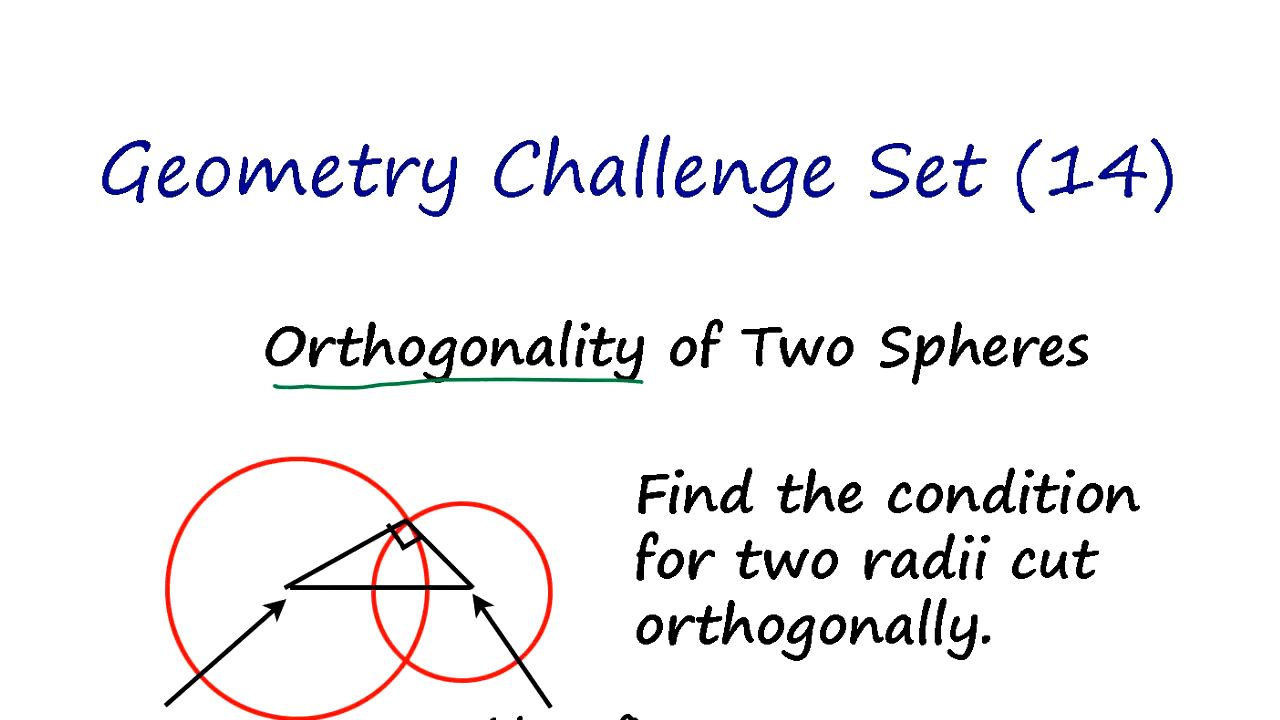 Geometry Challenge Set (14)
Orthogonality of Two Spheres
Find the condition
for two radii cut
orthogonally.